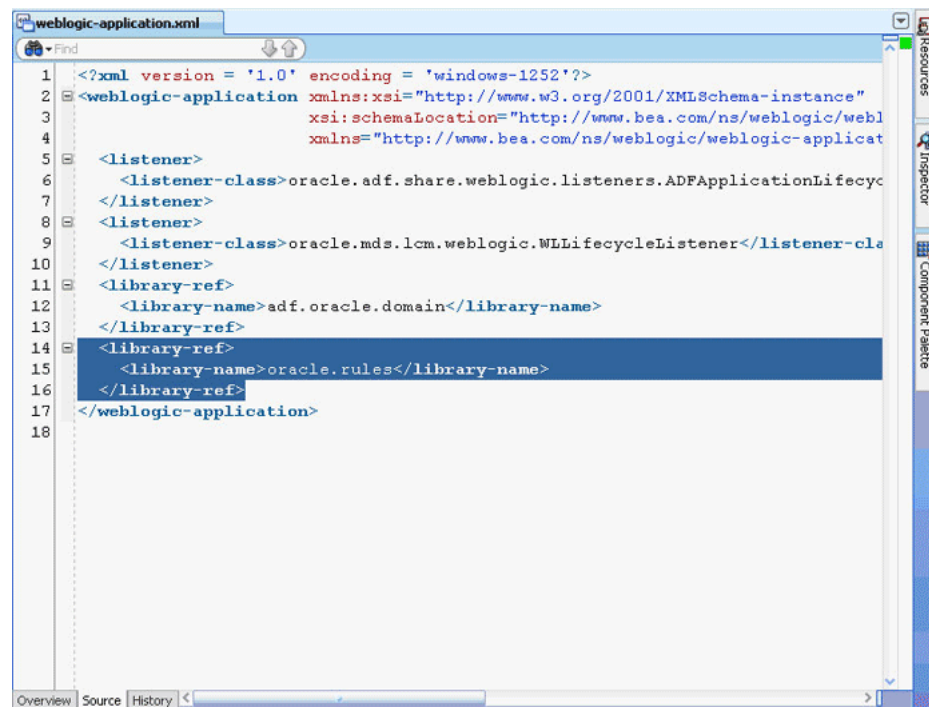 weblogic-application.xml
Find
1 <?xml version = '1.0' encoding = 'windows-1252'?>
2 <weblogic-application xmlns:xsi="http://www.w3.org/2001/XMLSchema-instance"
3 xsi:schemaLocation="http://www.bea.com/ns/weblogic/webl
4 xmlns="http://www.bea.com/ns/weblogic/weblogic-applicat
5 <listener>
6 <listener-class>oracle.adf.share.weblogic.listeners.ADFApplicationLifecyc
7 </listener>
8 <listener>
9 <listener-class>oracle.mds.lcm.weblogic.WLLifecycleListener</listener-cla
10 </listener>
11 <library-ref>
12 <library-name>adf.oracle.domain</library-name>
13 </library-ref>
14 <library-ref>
15 <library-name>oracle.rules</library-name>
16 </library-ref>
17 </weblogic-application>
18
Overview Source History
Resources
Inspector
Component Palette